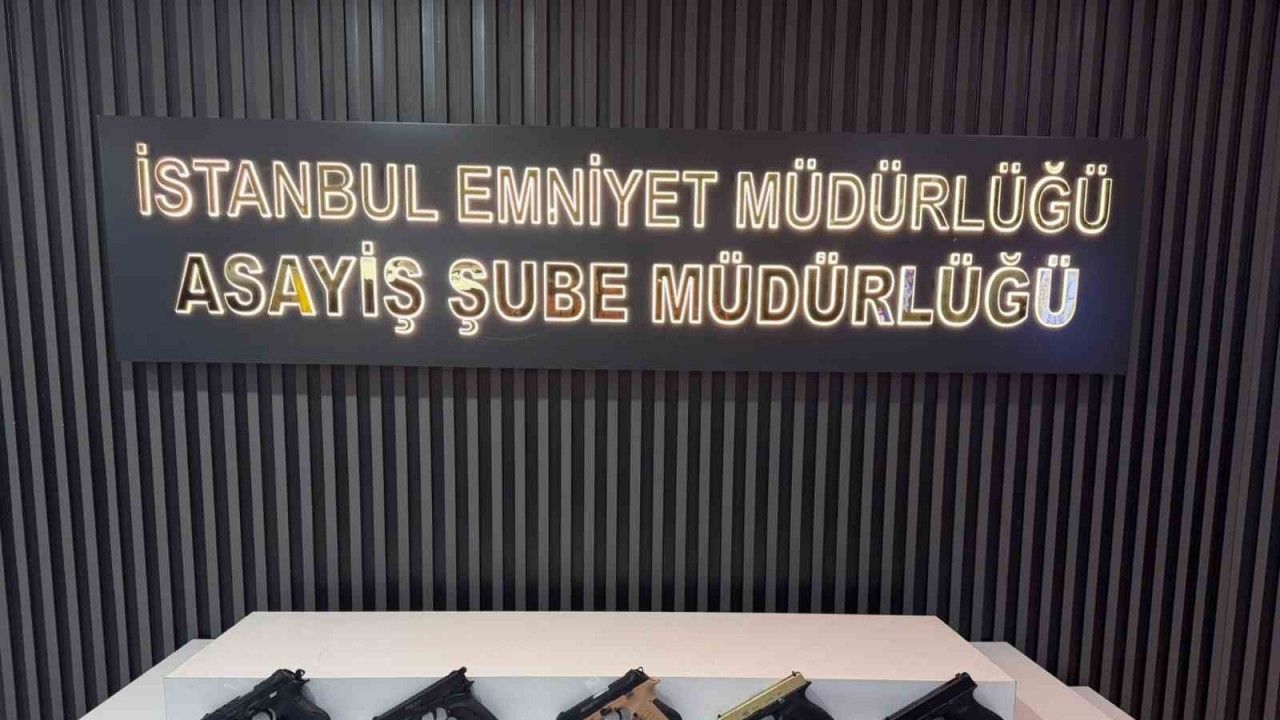 İSTANBUL EMNİYET MÜDÜRLÜĞÜ
ASAYİŞ ŞUBE MÜDÜRLÜĞÜ